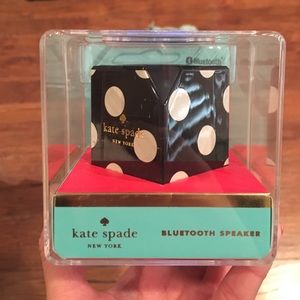 Bluetooth
kate spade
NEW YORK
kate spade
NEW YORK
BLUETOOTH SPEAKER